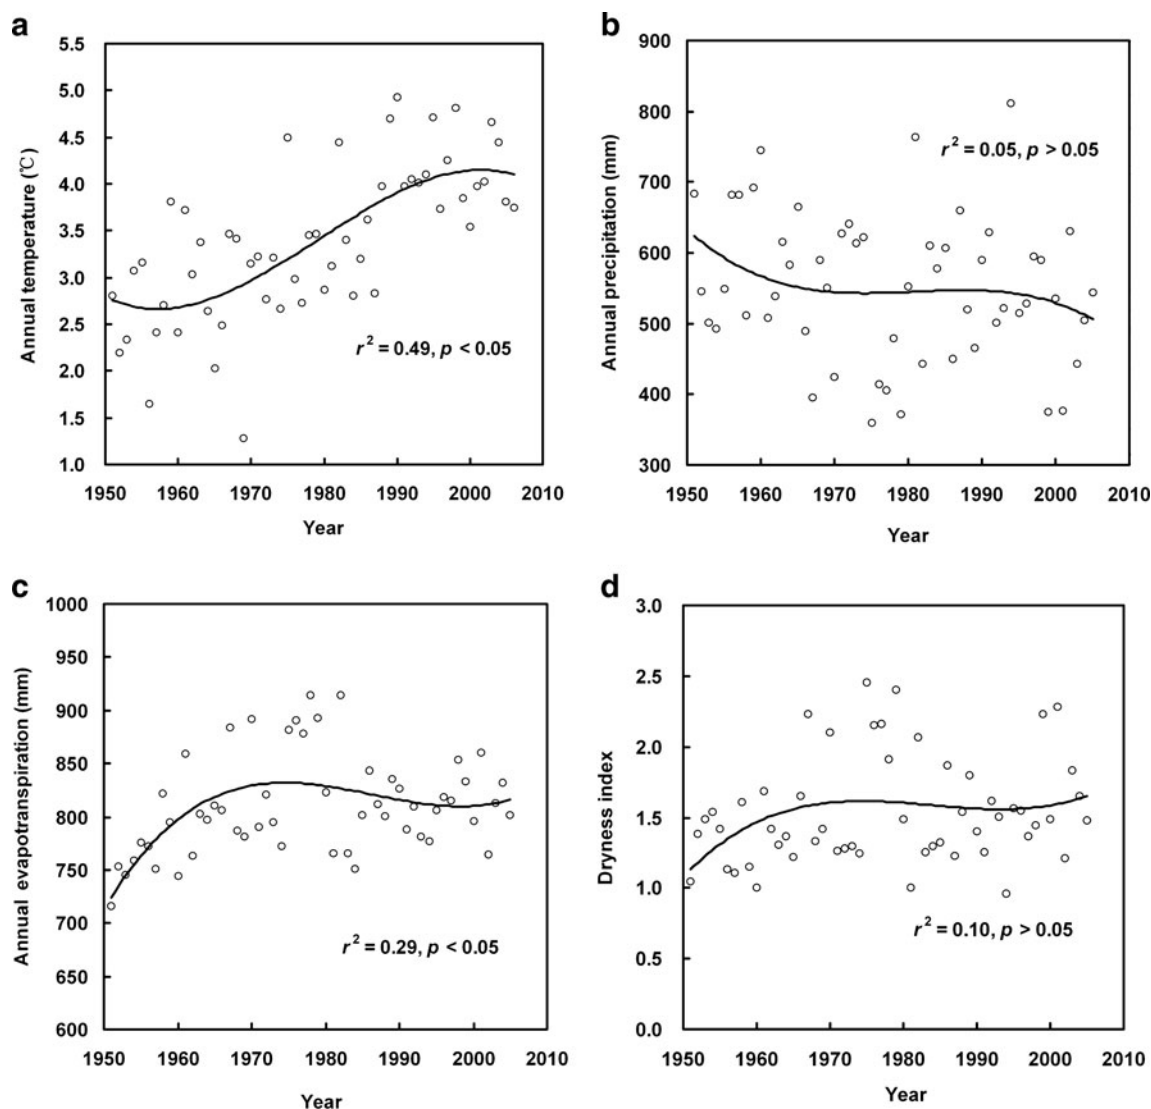 a
5.5
5.0
4.5
4.0
3.5
3.0
2.5
2.0
1.5
1.0
Annual temperature (℃)
r² = 0.49, p < 0.05
1950 1960 1970 1980 1990 2000 2010
Year
b
900
800
700
600
500
400
300
Annual precipitation (mm)
r² = 0.05, p > 0.05
1950 1960 1970 1980 1990 2000 2010
Year
c
1000
950
900
850
800
750
700
650
600
Annual evapotranspiration (mm)
r² = 0.29, p < 0.05
1950 1960 1970 1980 1990 2000 2010
Year
d
3.0
2.5
2.0
1.5
1.0
0.5
0.0
Dryness index
r² = 0.10, p > 0.05
1950 1960 1970 1980 1990 2000 2010
Year